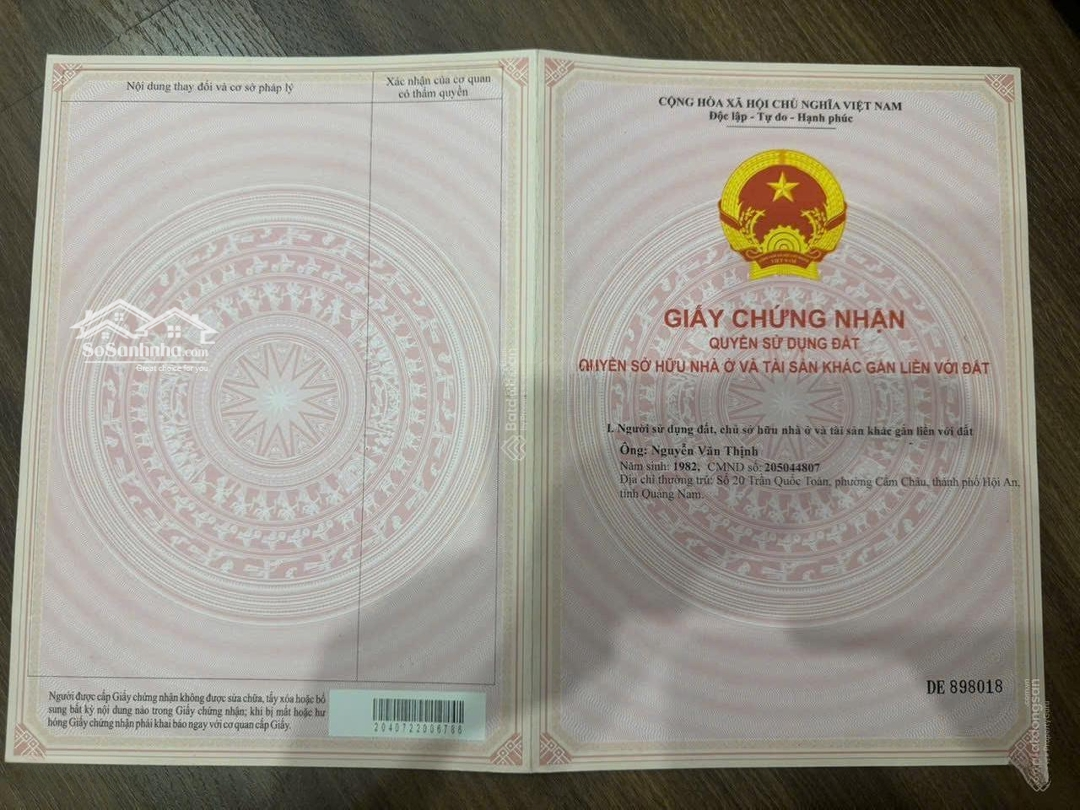 Nội dung thay đổi và cơ sở pháp lý
Xác nhận của cơ quan
có thẩm quyền
SoSanhnha.com
Great choice for you
Người được cấp Giấy chứng nhận không được sửa chữa, tẩy xóa hoặc bổ
sung bất kỳ nội dung nào trong Giấy chứng nhận; khi bị mất hoặc hư
hỏng Giấy chứng nhận phải khai báo ngay với cơ quan cấp Giấy.
2040722006786
Batdongsan
CỘNG HÒA XÃ HỘI CHỦ NGHĨA VIỆT NAM
Độc lập - Tự do - Hạnh phúc
GIẤY CHỨNG NHẬN
QUYỀN SỬ DỤNG ĐẤT
QUYỀN SỞ HỮU NHÀ Ở VÀ TÀI SẢN KHÁC GẮN LIỀN VỚI ĐẤT
I. Người sử dụng đất, chủ sở hữu nhà ở và tài sản khác gắn liền với đất
Ông: Nguyễn Văn Thịnh
Năm sinh: 1982, CMND số: 205044807
Địa chỉ thường trú: Số 20 Trần Quốc Toản, phường Cẩm Châu, thành phố Hội An,
tỉnh Quảng Nam.
DE 898018
Batdongsan